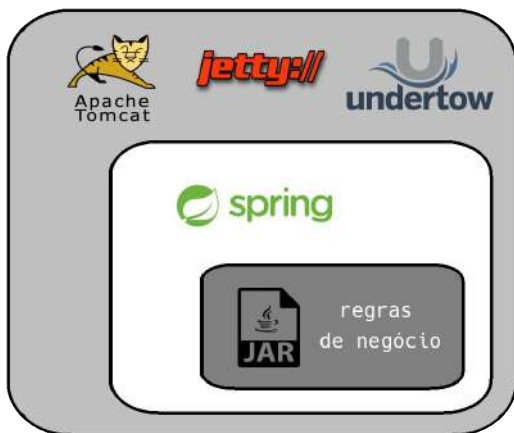 Apache
Tomcat
jetty://
undertow
spring
JAR
regras
de negócio